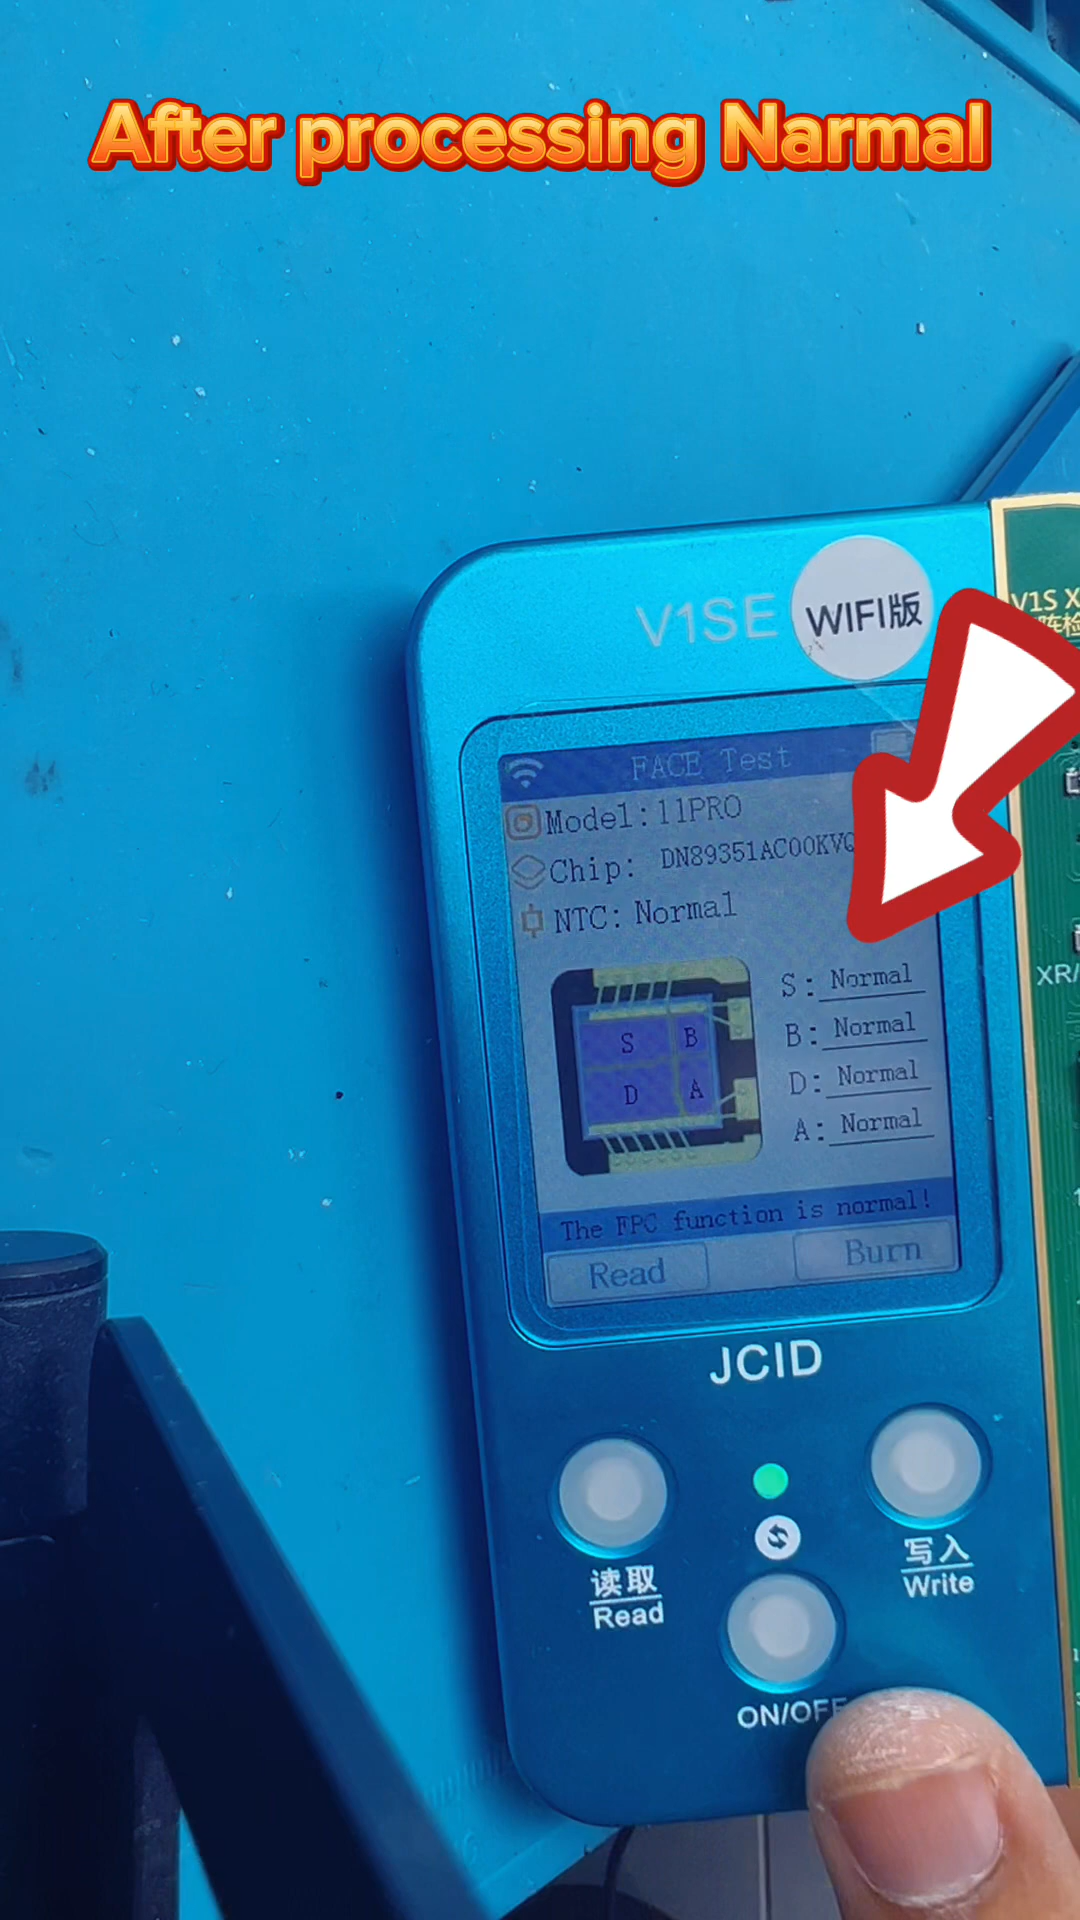 After processing Narmal
V1SE
WIFI版
V1S X
FACE Test
Model:11PRO
Chip: DN89351AC00KVQ
NTC: Normal
XR/
S: Normal
B: Normal
D: Normal
A: Normal
S B
D A
The FPC function is normal!
Read Burn
JCID
读取
Read
写入
Write
ON/OFF